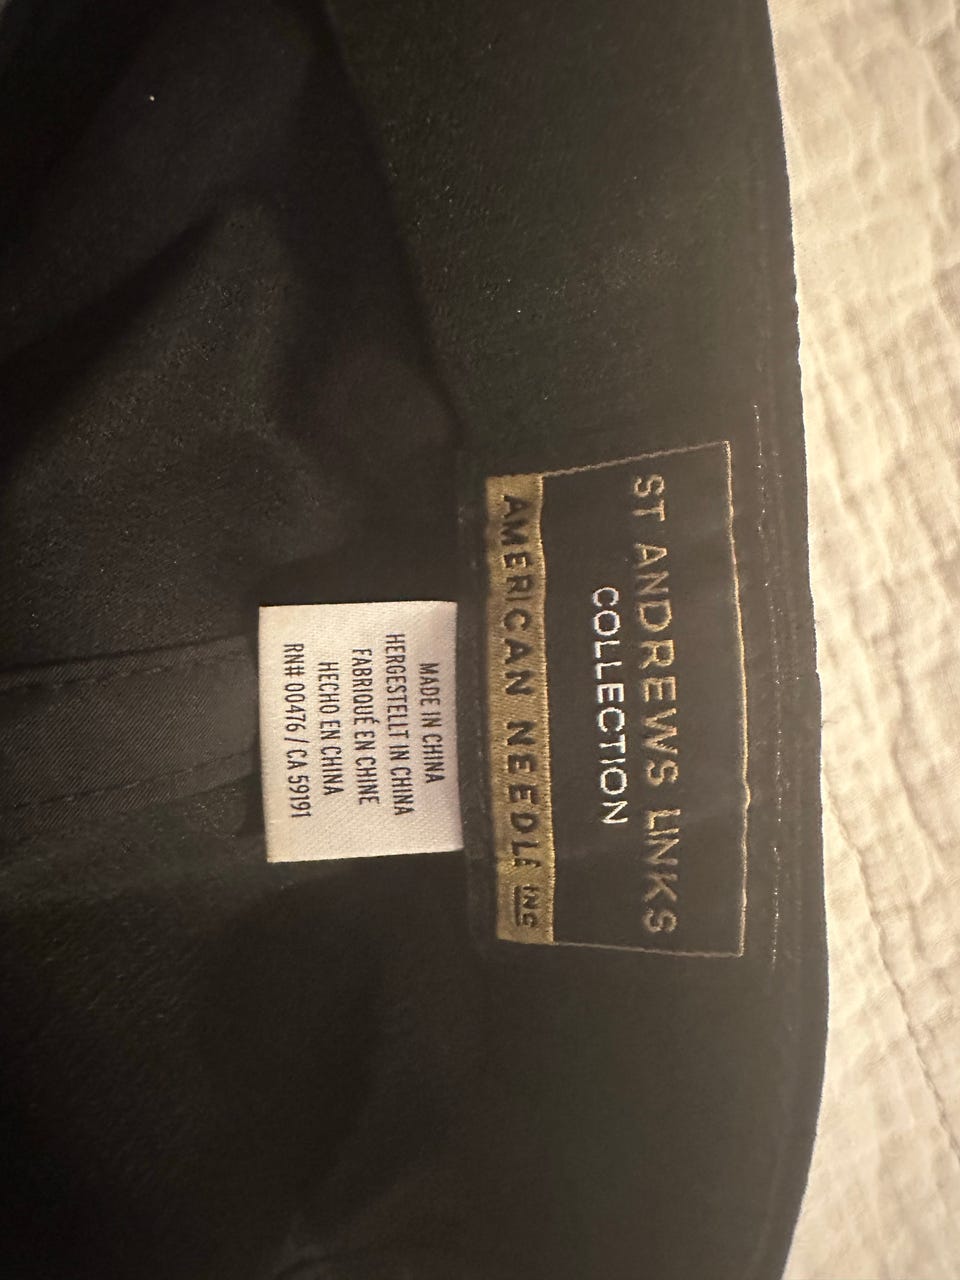 ST ANDREWS LINKS
COLLECTION
AMERICAN NEEDLE INC
MADE IN CHINA
HERGESTELLT IN CHINA
FABRIQUÉ EN CHINE
HECHO EN CHINA
RN# 00476 / CA 59191